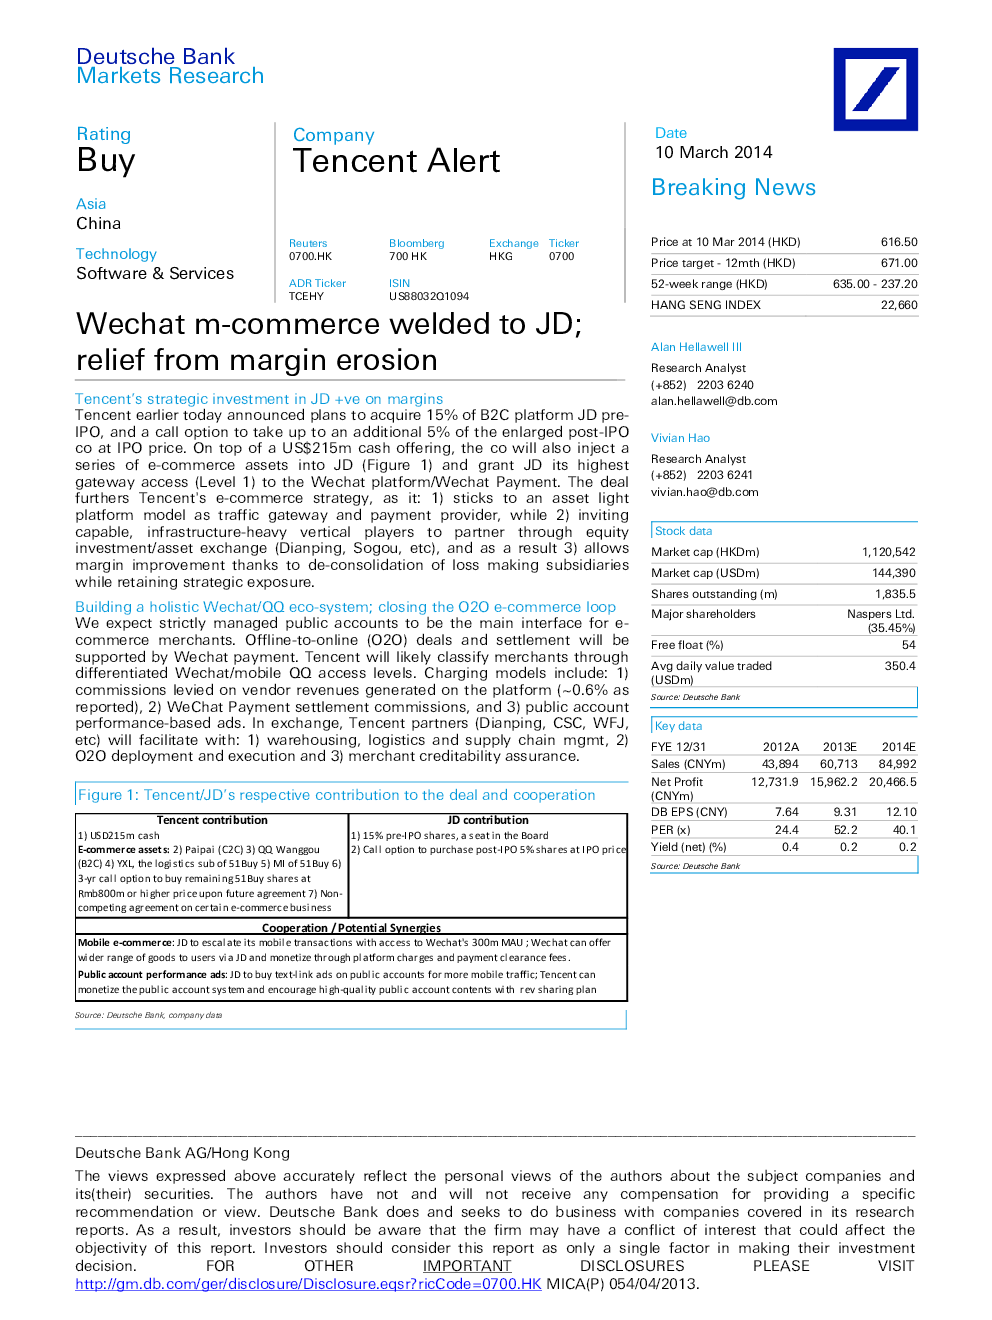 Deutsche Bank
Markets Research
Rating
Buy
Asia
China
Technology
Software & Services
Company
Tencent Alert
Reuters Bloomberg Exchange Ticker
0700.HK 700 HK HKG 0700
ADR Ticker ISIN
TCEHY US88032Q1094
Date
10 March 2014
Breaking News
Price at 10 Mar 2014 (HKD) 616.50
Price target - 12mth (HKD) 671.00
52-week range (HKD) 635.00 - 237.20
HANG SENG INDEX 22,660
Wechat m-commerce welded to JD;
relief from margin erosion
Tencent's strategic investment in JD +ve on margins
Tencent earlier today announced plans to acquire 15% of B2C platform JD pre-
IPO, and a call option to take up to an additional 5% of the enlarged post-IPO
co at IPO price. On top of a US$215m cash offering, the co will also inject a
series of e-commerce assets into JD (Figure 1) and grant JD its highest
gateway access (Level 1) to the Wechat platform/Wechat Payment. The deal
furthers Tencent's e-commerce strategy, as it: 1) sticks to an asset light
platform model as traffic gateway and payment provider, while 2) inviting
capable, infrastructure-heavy vertical players to partner through equity
investment/asset exchange (Dianping, Sogou, etc), and as a result 3) allows
margin improvement thanks to de-consolidation of loss making subsidiaries
while retaining strategic exposure.
Building a holistic Wechat/QQ eco-system; closing the O2O e-commerce loop
We expect strictly managed public accounts to be the main interface for e-
commerce merchants. Offline-to-online (O2O) deals and settlement will be
supported by Wechat payment. Tencent will likely classify merchants through
differentiated Wechat/mobile QQ access levels. Charging models include: 1)
commissions levied on vendor revenues generated on the platform (~0.6% as
reported), 2) WeChat Payment settlement commissions, and 3) public account
performance-based ads. In exchange, Tencent partners (Dianping, CSC, WFJ,
etc) will facilitate with: 1) warehousing, logistics and supply chain mgmt, 2)
O2O deployment and execution and 3) merchant creditability assurance.
Figure 1: Tencent/JD's respective contribution to the deal and cooperation
Tencent contribution
1) USD215m cash
E-commerce assets: 2) Paipai (C2C) 3) QQ Wanggou
(B2C) 4) YXL, the logistics sub of 51Buy 5) MI of 51Buy 6)
3-yr call option to buy remaining 51Buy shares at
Rmb800m or higher price upon future agreement 7) Non-
competing agreement on certain e-commerce business
JD contribution
1) 15% pre-IPO shares, a seat in the Board
2) Call option to purchase post-IPO 5% shares at IPO price
Cooperation / Potential Synergies
Mobile e-commerce: JD to escalate its mobile transactions with access to Wechat's 300m MAU ; Wechat can offer
wider range of goods to users via JD and monetize through platform charges and payment clearance fees.
Public account performance ads: JD to buy text-link ads on public accounts for more mobile traffic; Tencent can
monetize the public account system and encourage high-quality public account contents with rev sharing plan
Source: Deutsche Bank, company data
Alan Hellawell III
Research Analyst
(+852) 2203 6240
alan.hellawell@db.com
Vivian Hao
Research Analyst
(+852) 2203 6241
vivian.hao@db.com
Stock data
Market cap (HKDm) 1,120,542
Market cap (USDm) 144,390
Shares outstanding (m) 1,835.5
Major shareholders Naspers Ltd.
(35.45%)
Free float (%) 54
Avg daily value traded 350.4
(USDm)
Source: Deutsche Bank
Key data
FYE 12/31 2012A 2013E 2014E
Sales (CNYm) 43,894 60,713 84,992
Net Profit 12,731.9 15,962.2 20,466.5
(CNYm)
DB EPS (CNY) 7.64 9.31 12.10
PER (x) 24.4 52.2 40.1
Yield (net) (%) 0.4 0.2 0.2
Source: Deutsche Bank
Deutsche Bank AG/Hong Kong
The views expressed above accurately reflect the personal views of the authors about the subject companies and
its(their) securities. The authors have not and will not receive any compensation for providing a specific
recommendation or view. Deutsche Bank does and seeks to do business with companies covered in its research
reports. As a result, investors should be aware that the firm may have a conflict of interest that could affect the
objectivity of this report. Investors should consider this report as only a single factor in making their investment
decision. FOR OTHER IMPORTANT DISCLOSURES PLEASE VISIT
http://gm.db.com/ger/disclosure/Disclosure.eqsr?ricCode=0700.HK MICA(P) 054/04/2013.